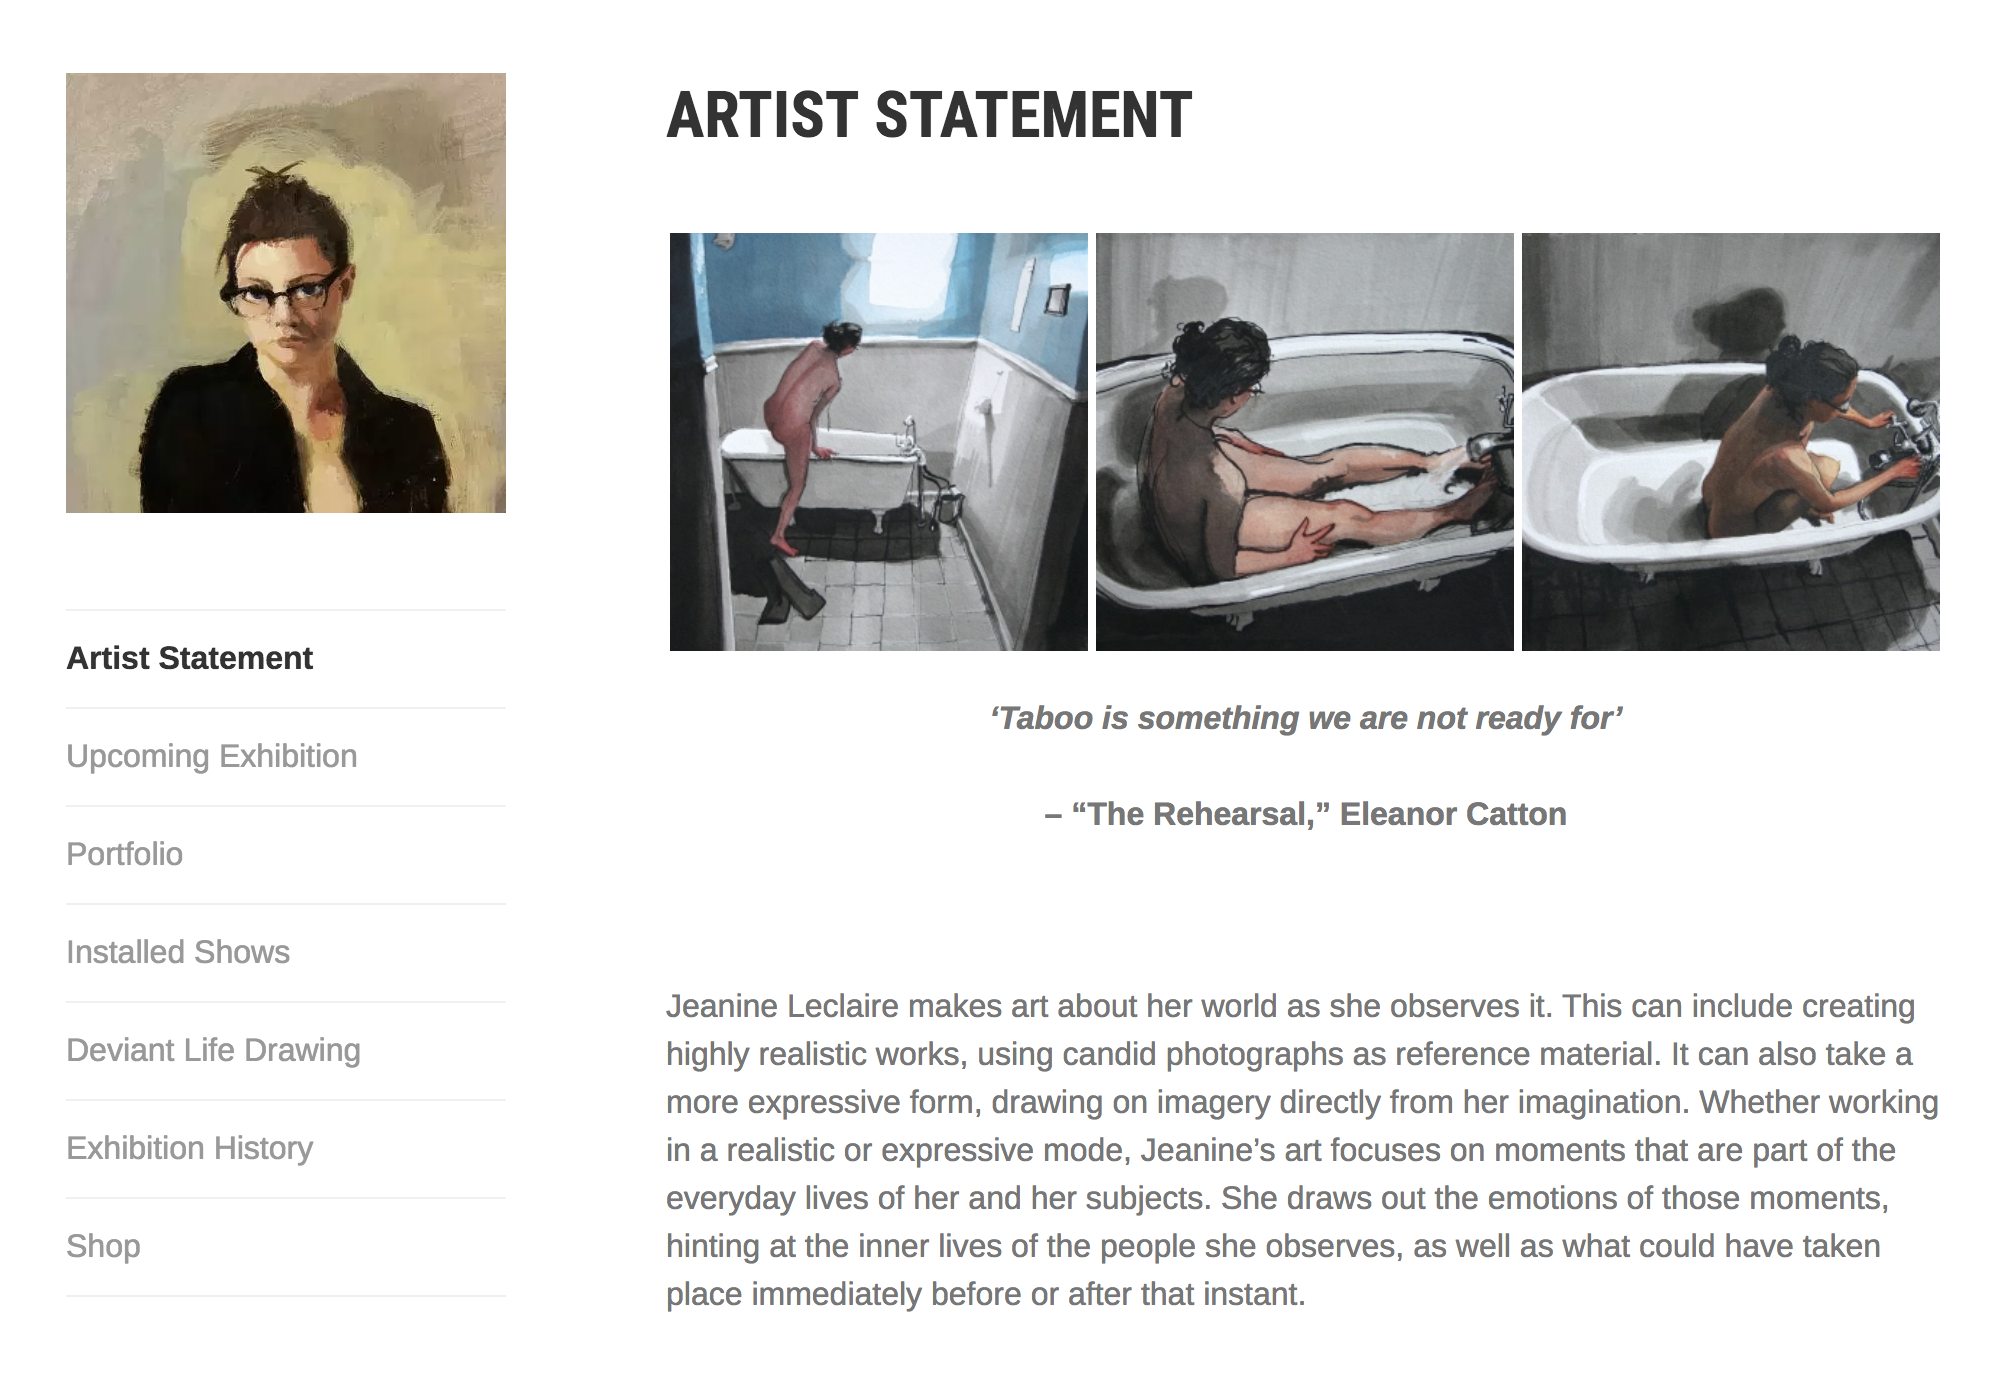 ARTIST STATEMENT
Artist Statement
Upcoming Exhibition
Portfolio
Installed Shows
Deviant Life Drawing
Exhibition History
Shop
‘Taboo is something we are not ready for’
– “The Rehearsal,” Eleanor Catton
Jeanine Leclaire makes art about her world as she observes it. This can include creating
highly realistic works, using candid photographs as reference material. It can also take a
more expressive form, drawing on imagery directly from her imagination. Whether working
in a realistic or expressive mode, Jeanine’s art focuses on moments that are part of the
everyday lives of her and her subjects. She draws out the emotions of those moments,
hinting at the inner lives of the people she observes, as well as what could have taken
place immediately before or after that instant.